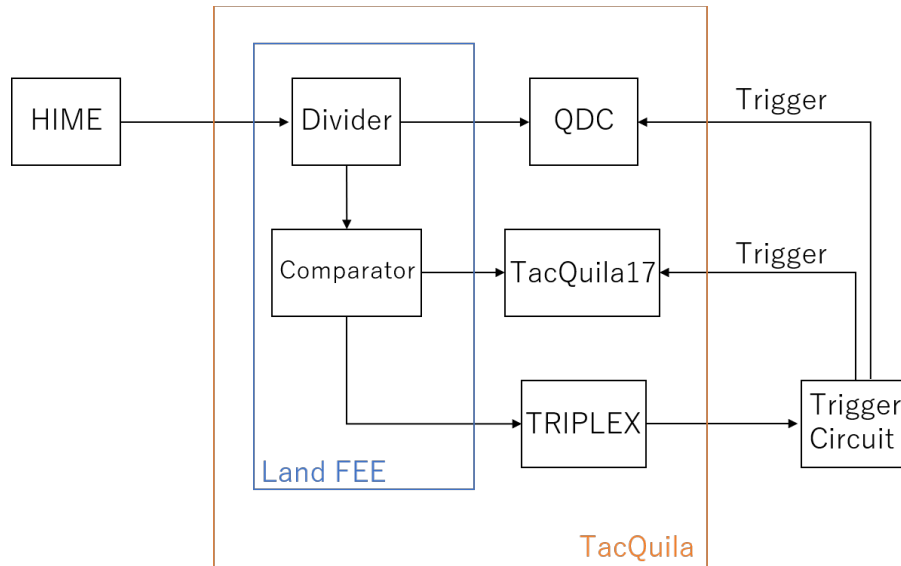 HIME
Divider
QDC
Trigger
Comparator
TacQuila17
Trigger
TRIPLEX
Trigger
Circuit
Land FEE
TacQuila